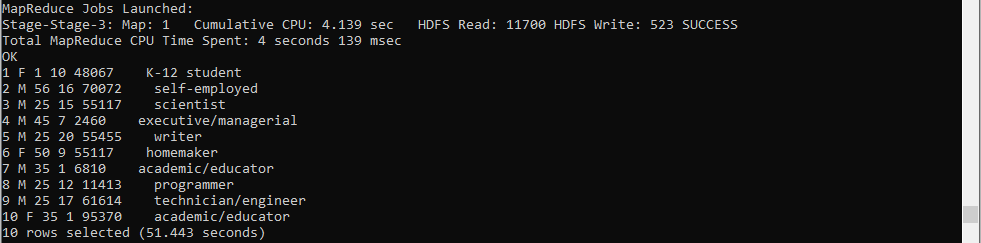 MapReduce Jobs Launched:
Stage-Stage-3: Map: 1   Cumulative CPU: 4.139 sec   HDFS Read: 11700 HDFS Write: 523 SUCCESS
Total MapReduce CPU Time Spent: 4 seconds 139 msec
OK
1 F 1 10 48067    K-12 student
2 M 56 16 70072    self-employed
3 M 25 15 55117    scientist
4 M 45 7 2460    executive/managerial
5 M 25 20 55455    writer
6 F 50 9 55117    homemaker
7 M 35 1 6810    academic/educator
8 M 25 12 11413    programmer
9 M 25 17 61614    technician/engineer
10 F 35 1 95370    academic/educator
10 rows selected (51.443 seconds)